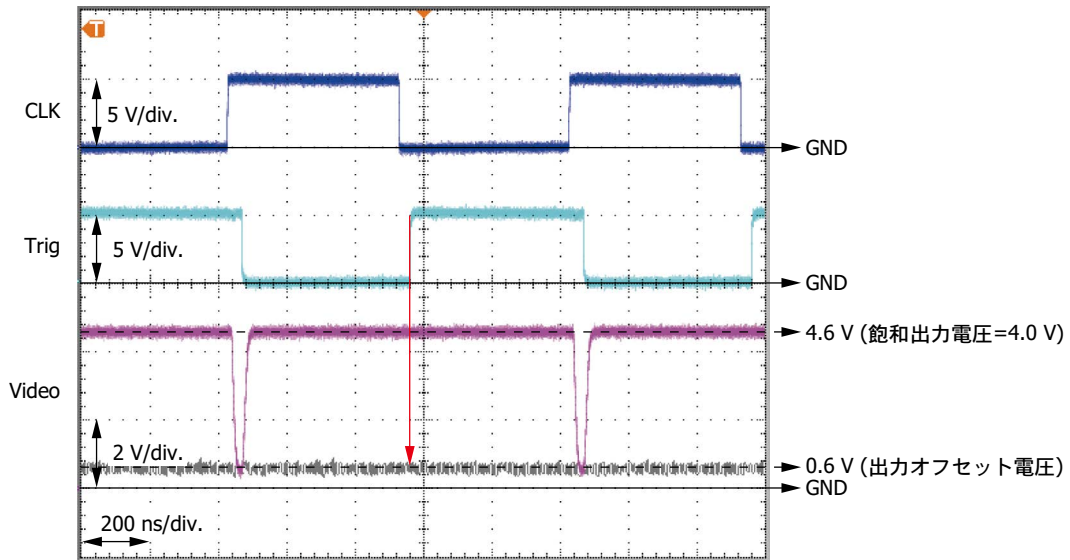 T
CLK
5 V/div.
GND
Trig
5 V/div.
GND
4.6 V (飽和出力電圧=4.0 V)
Video
2 V/div.
0.6 V (出力オフセット電圧)
GND
200 ns/div.